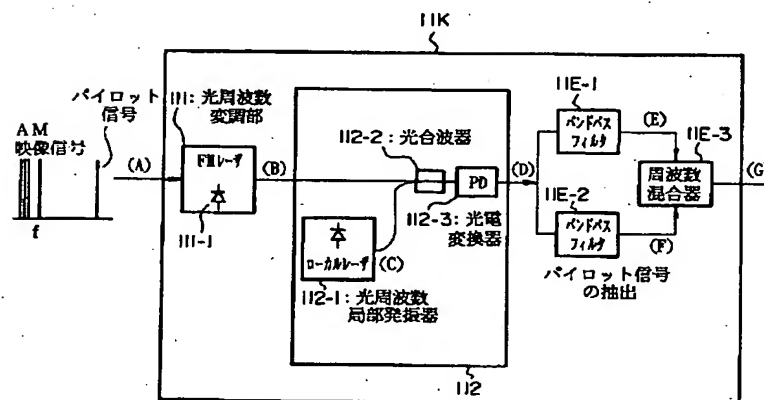 11K
パイロット
信号
AM
映像信号
f
(A)
111:光周波数
変調部
FMレーザ
111-1
(B)
112-2:光合波器
PD
112-3:光電
変換器
ローカルレーザ
(C)
112-1:光周波数
局部発振器
112
(D)
11E-1
バンドパス
フィルタ
(E)
11E-2
バンドパス
フィルタ
(F)
パイロット信号
の抽出
11E-3
周波数
混合器
(G